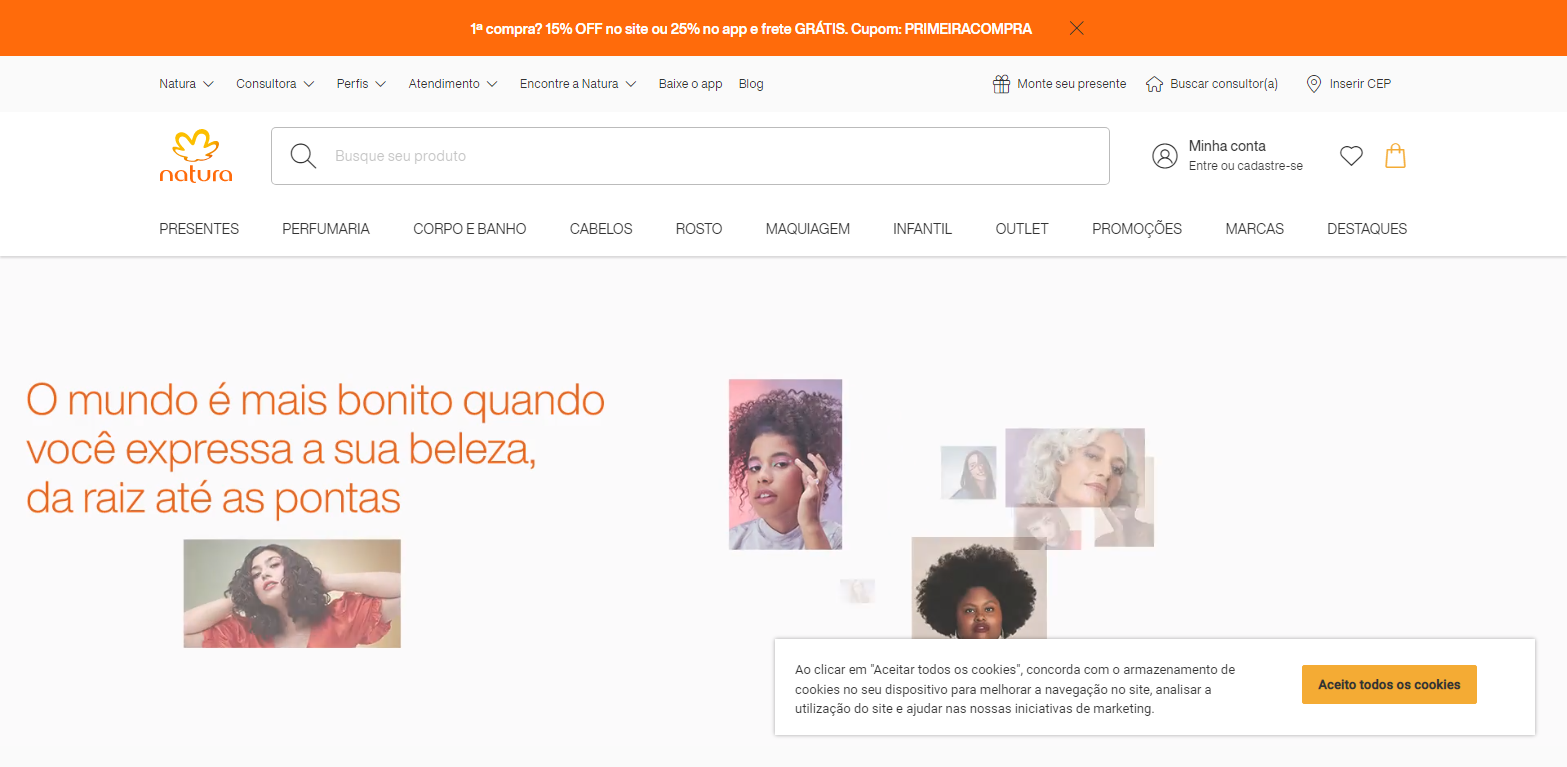 1ª compra? 15% OFF no site ou 25% no app e frete GRÁTIS. Cupom: PRIMEIRACOMPRA
Natura Consultora Perfis Atendimento Encontre a Natura Baixe o app Blog Monte seu presente Buscar consultor(a) Inserir CEP
natura
Busque seu produto
Minha conta
Entre ou cadastre-se
PRESENTES PERFUMARIA CORPO E BANHO CABELOS ROSTO MAQUIAGEM INFANTIL OUTLET PROMOÇÕES MARCAS DESTAQUES
O mundo é mais bonito quando
você expressa a sua beleza,
da raiz até as pontas
Ao clicar em "Aceitar todos os cookies", concorda com o armazenamento de
cookies no seu dispositivo para melhorar a navegação no site, analisar a
utilização do site e ajudar nas nossas iniciativas de marketing.
Aceito todos os cookies